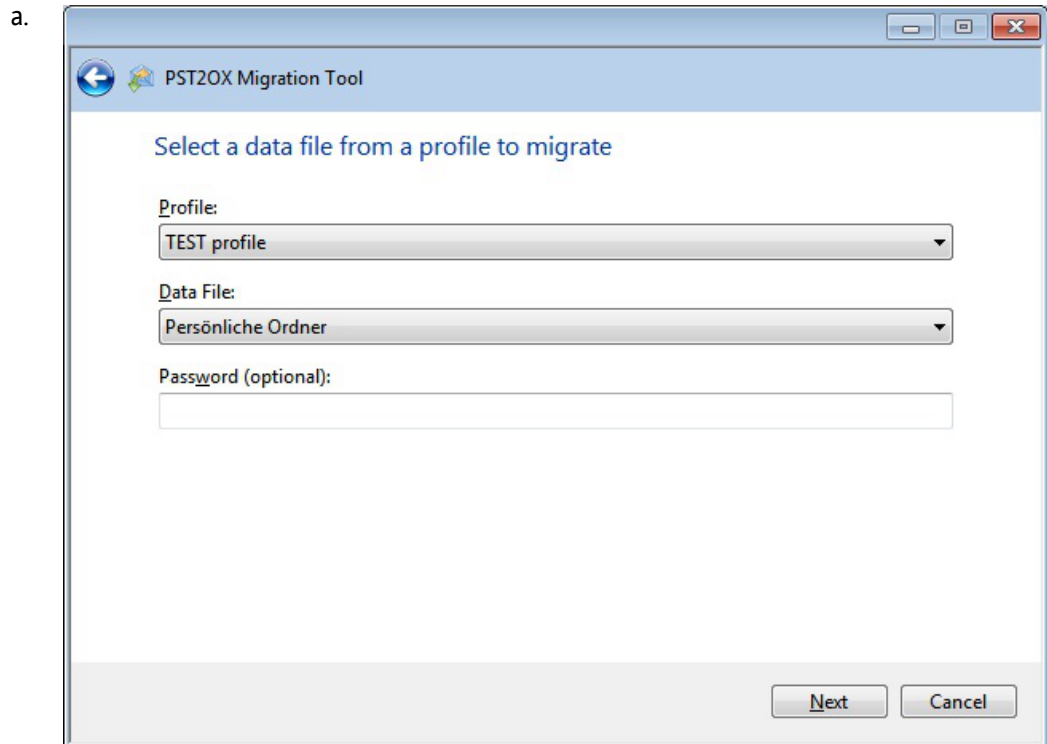 a.
PST2OX Migration Tool
Select a data file from a profile to migrate
Profile:
TEST profile
Data File:
Persönliche Ordner
Password (optional):
Next Cancel